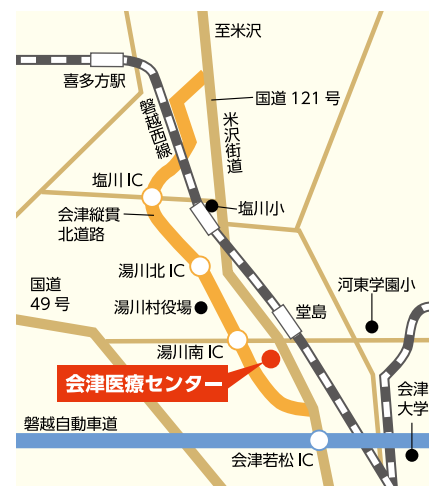 至米沢
喜多方駅
国道 121 号
磐越西線
米沢街道
塩川 IC
塩川小
会津縦貫
北道路
湯川北 IC
国道
49 号
湯川村役場
堂島
河東学園小
湯川南 IC
会津医療センター
会津
大学
磐越自動車道
会津若松 IC